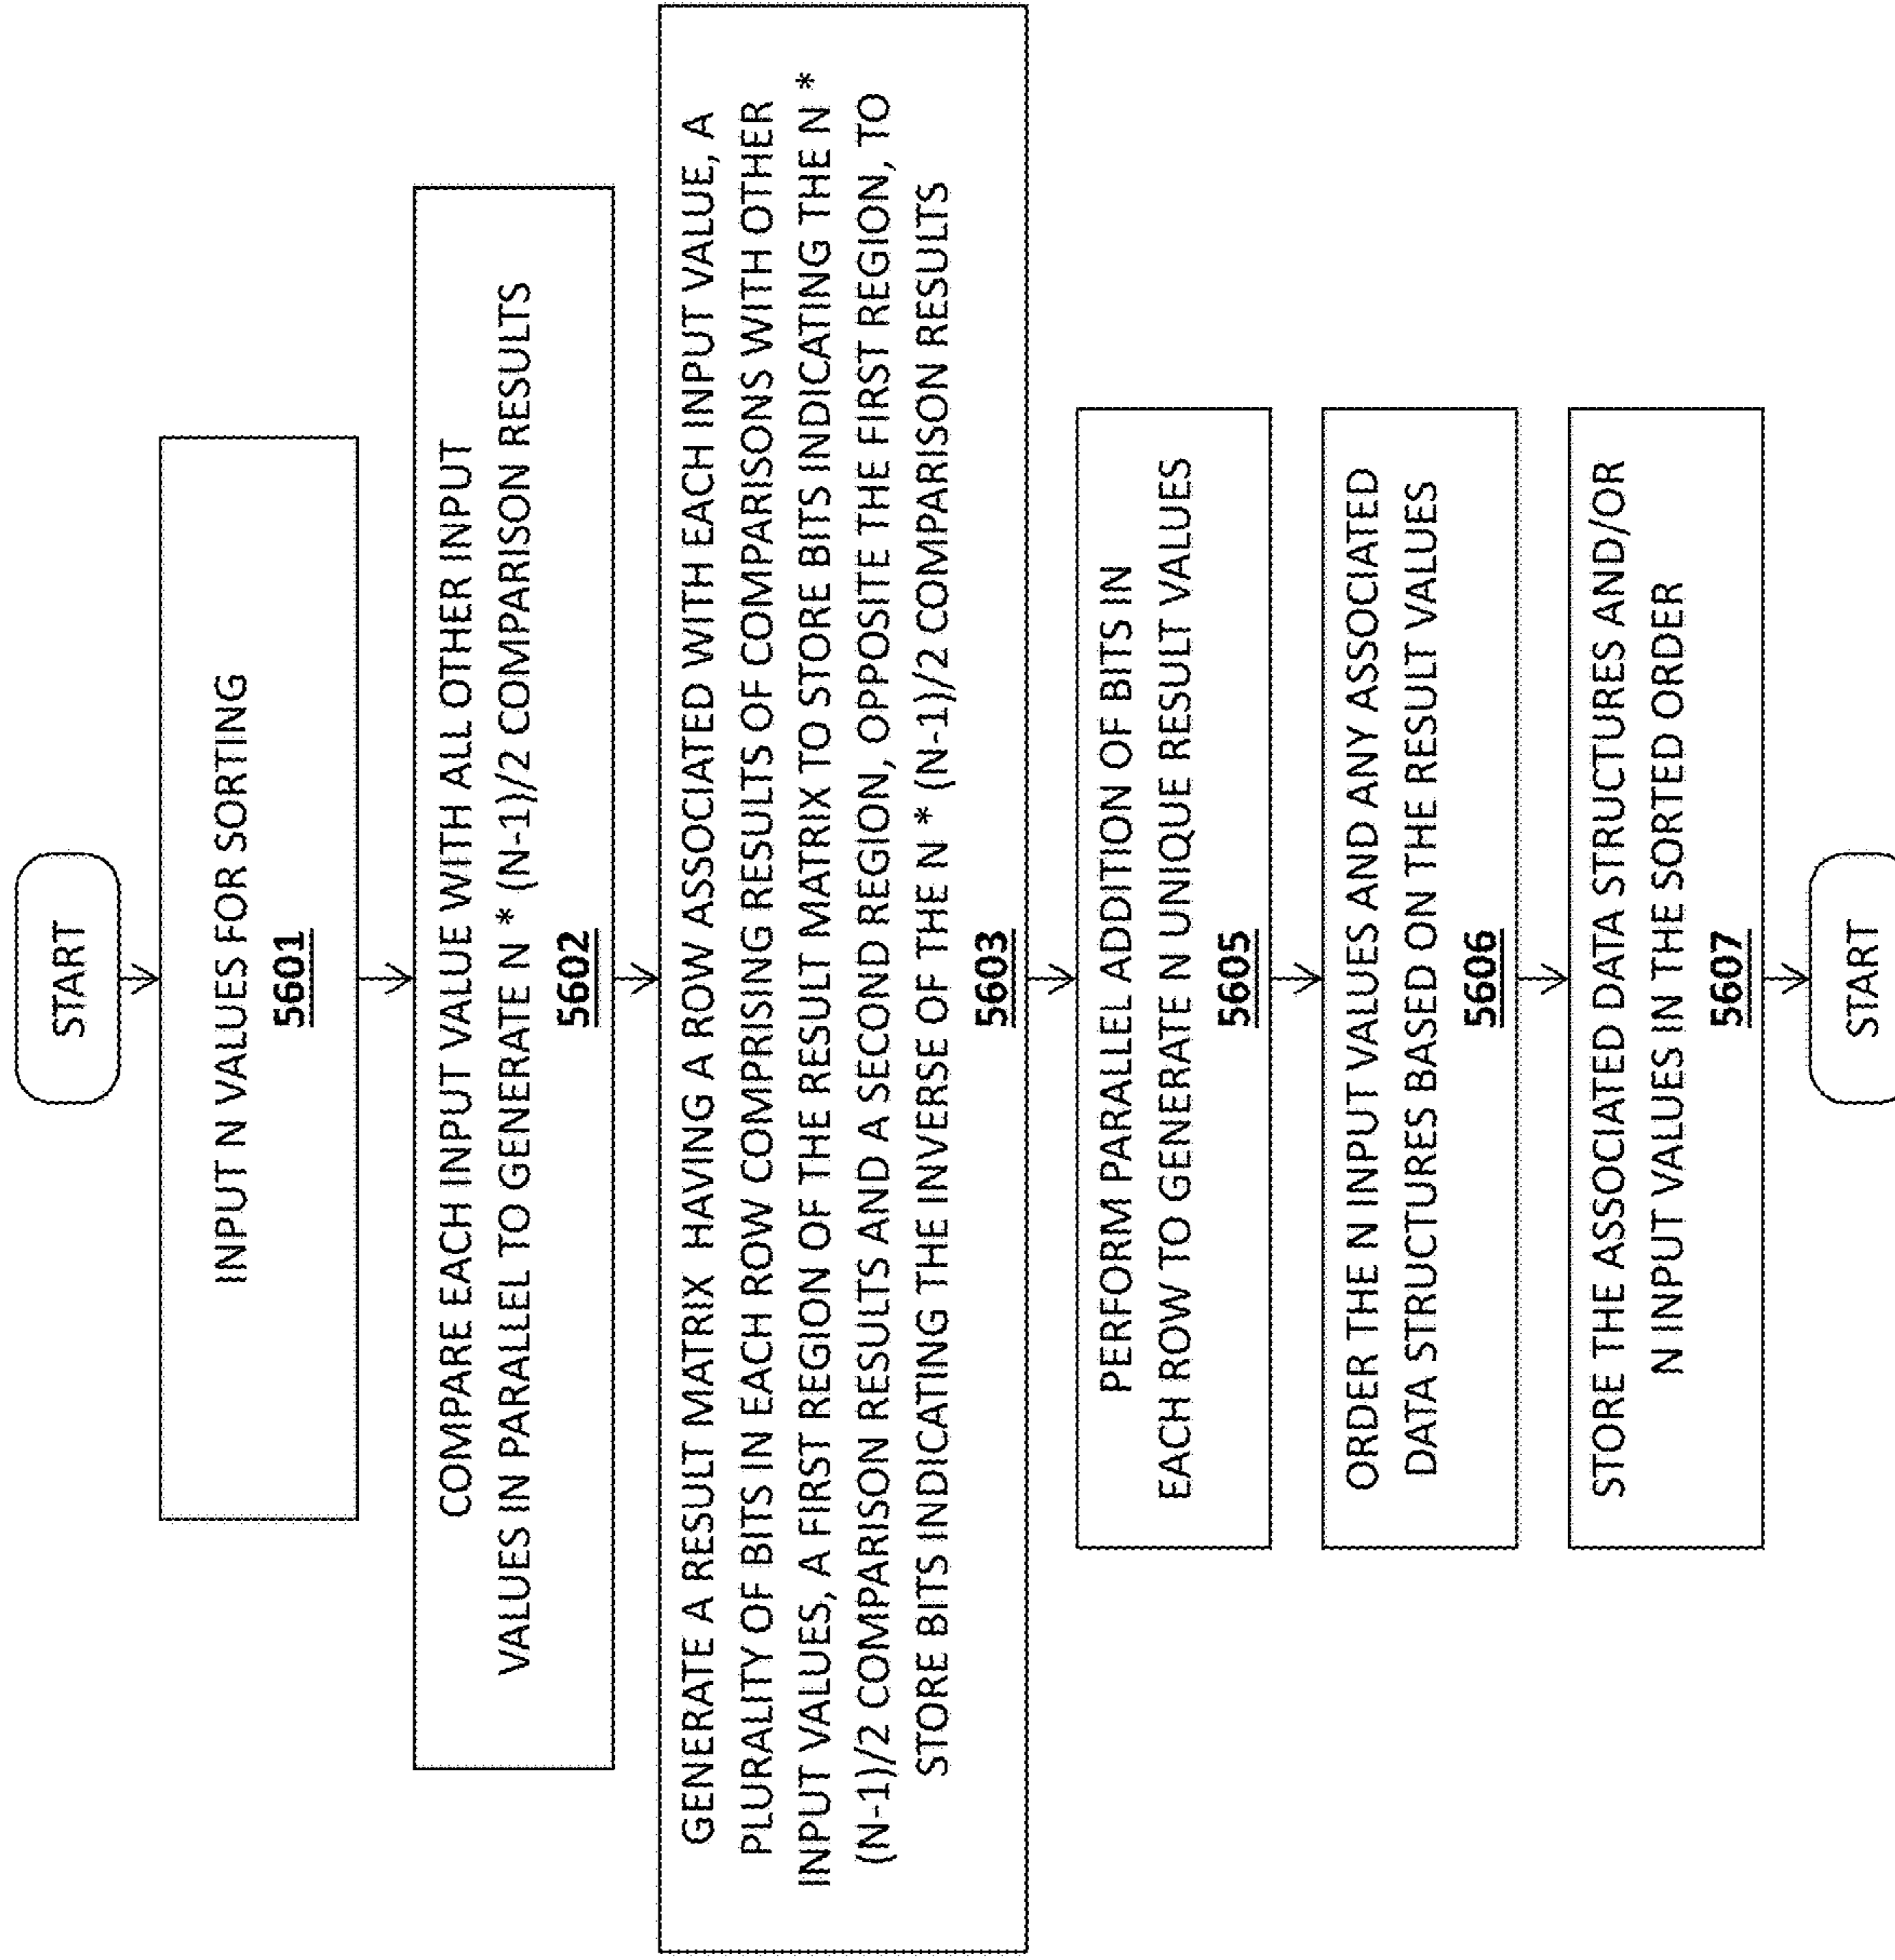 START
INPUT N VALUES FOR SORTING
5601
COMPARE EACH INPUT VALUE WITH ALL OTHER INPUT
VALUES IN PARALLEL TO GENERATE N * (N-1)/2 COMPARISON RESULTS
5602
GENERATE A RESULT MATRIX HAVING A ROW ASSOCIATED WITH EACH INPUT VALUE, A
PLURALITY OF BITS IN EACH ROW COMPRISING RESULTS OF COMPARISONS WITH OTHER
INPUT VALUES, A FIRST REGION OF THE RESULT MATRIX TO STORE BITS INDICATING THE N *
(N-1)/2 COMPARISON RESULTS AND A SECOND REGION, OPPOSITE THE FIRST REGION, TO
STORE BITS INDICATING THE INVERSE OF THE N * (N-1)/2 COMPARISON RESULTS
5603
PERFORM PARALLEL ADDITION OF BITS IN
EACH ROW TO GENERATE N UNIQUE RESULT VALUES
5605
ORDER THE N INPUT VALUES AND ANY ASSOCIATED
DATA STRUCTURES BASED ON THE RESULT VALUES
5606
STORE THE ASSOCIATED DATA STRUCTURES AND/OR
N INPUT VALUES IN THE SORTED ORDER
5607
START